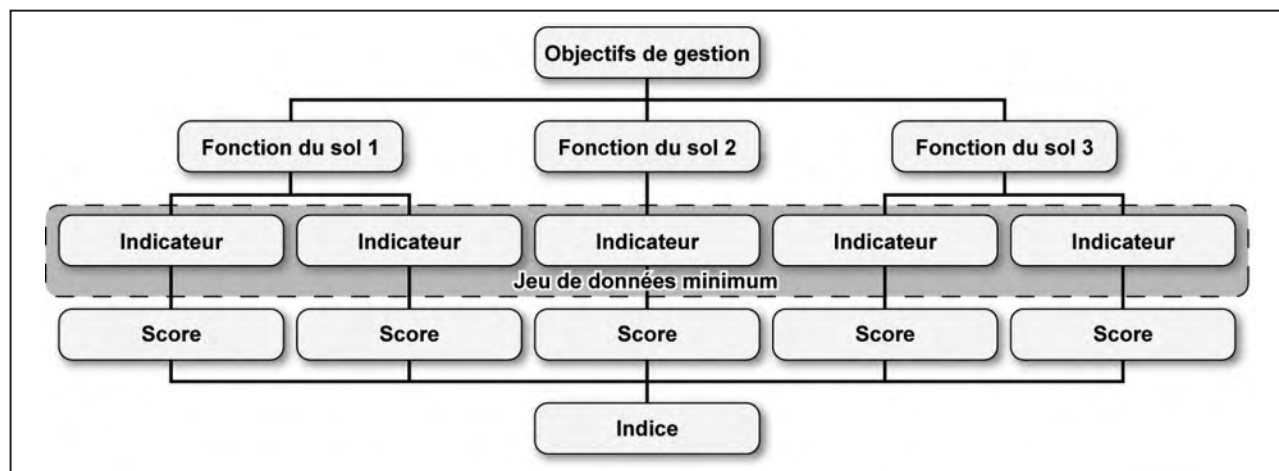 Objectifs de gestion
Fonction du sol 1
Fonction du sol 2
Fonction du sol 3
Indicateur
Indicateur
Indicateur
Indicateur
Indicateur
Jeu de données minimum
Score
Score
Score
Score
Score
Indice